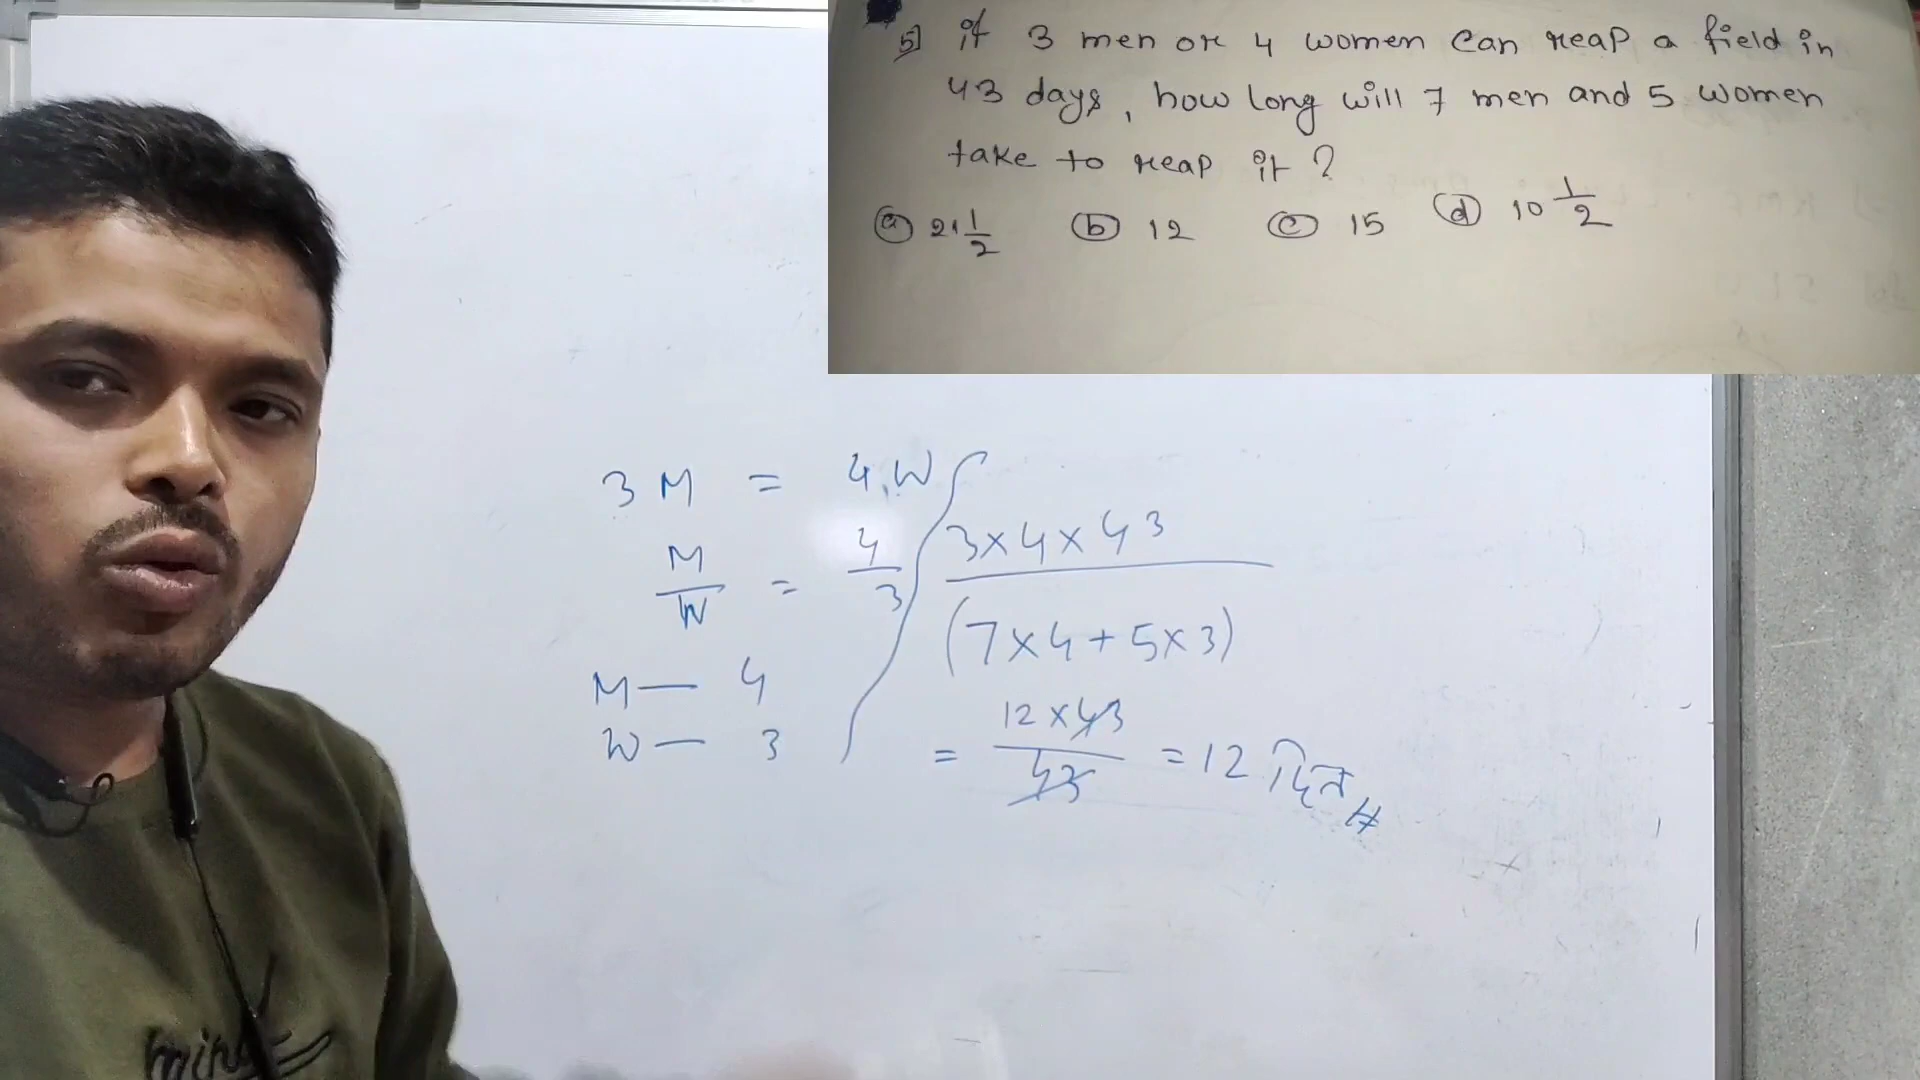 5] if 3 men or 4 women can reap a field in
43 days, how long will 7 men and 5 women
take to reap it ?
(a) 21 1/2 (b) 12 (c) 15 (d) 10 1/2
3 M = 4 W
M/W = 4/3
M — 4
W — 3
3×4×43
(7×4+5×3)
= 12×43/43 = 12 दिन